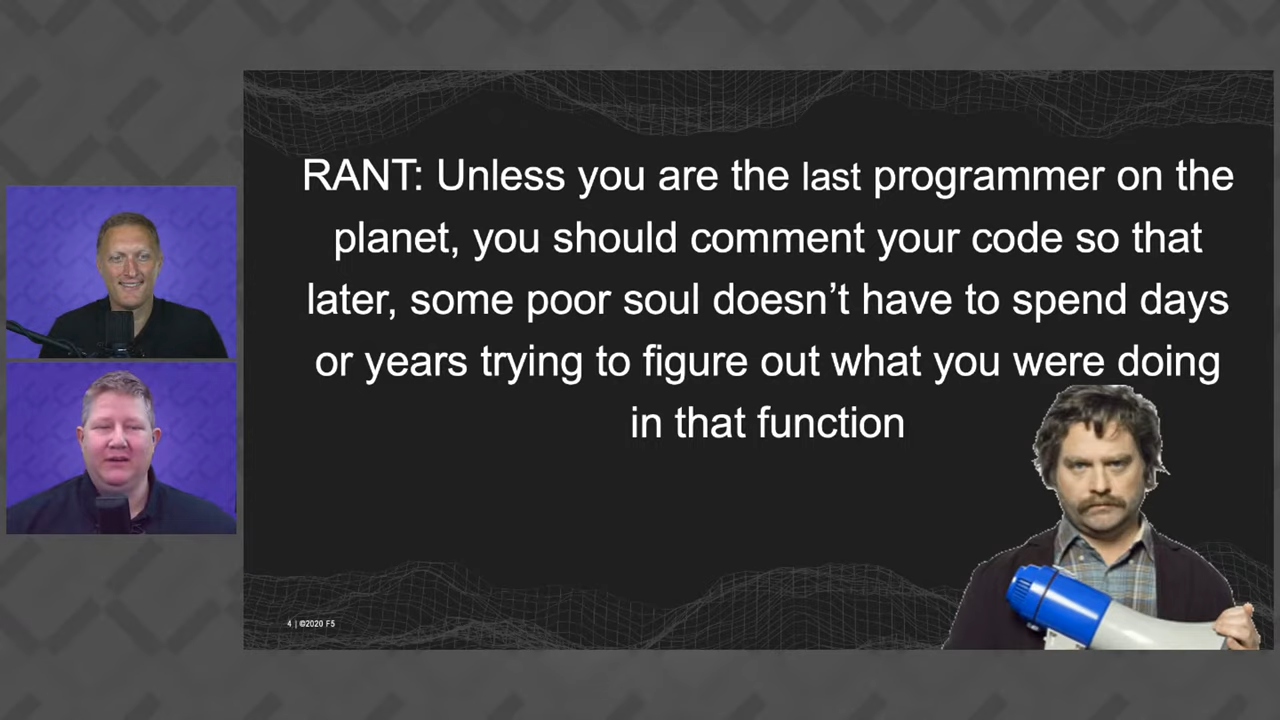 RANT: Unless you are the last programmer on the
planet, you should comment your code so that
later, some poor soul doesn’t have to spend days
or years trying to figure out what you were doing
in that function
4 | ©2020 F5